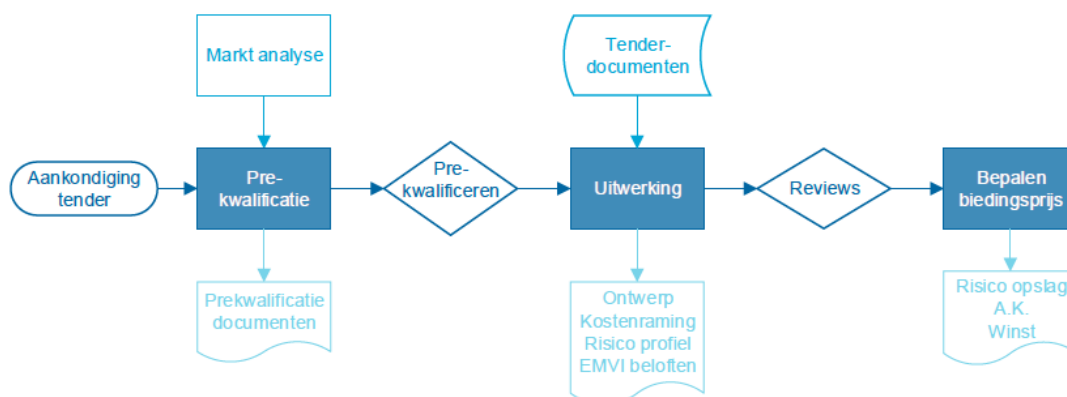 Markt analyse
Tender-
documenten
Aankondiging
tender
Pre-
kwalificatie
Pre-
kwalificeren
Uitwerking
Reviews
Bepalen
biedingsprijs
Prekwalificatie
documenten
Ontwerp
Kostenraming
Risico profiel
EMVI beloften
Risico opslag
A.K.
Winst